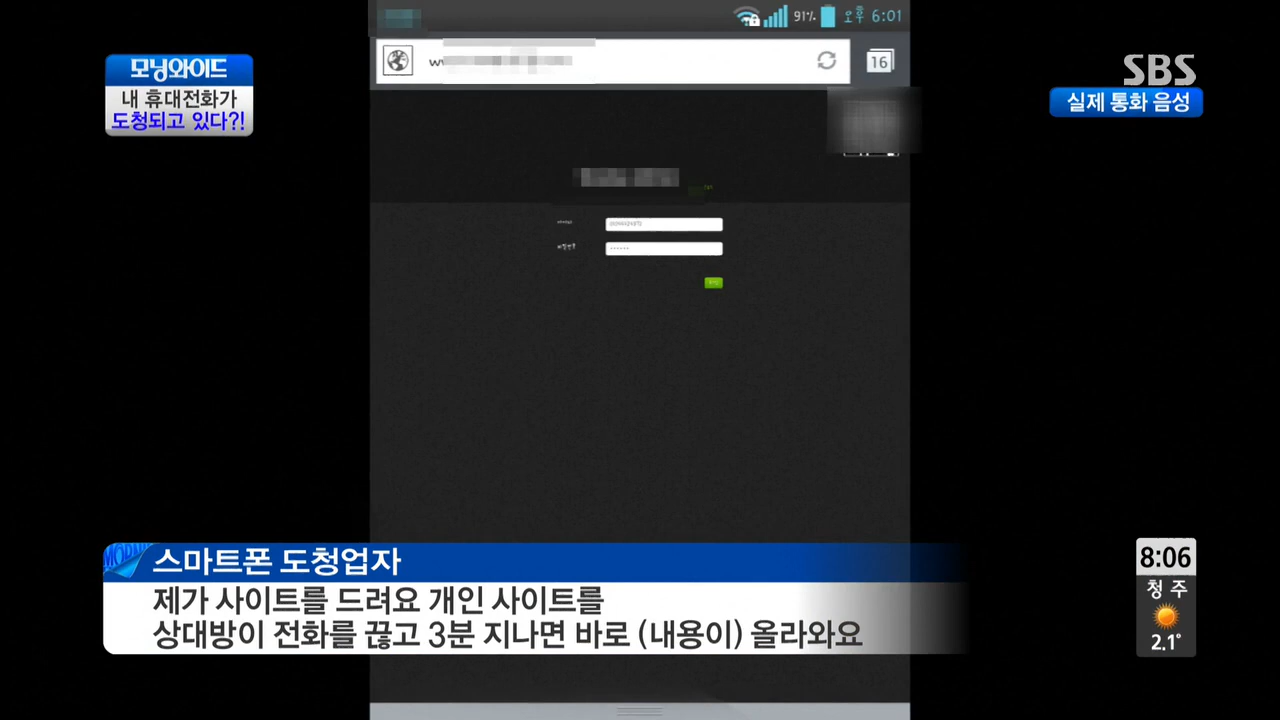 91% 오후 6:01
16
모닝와이드
내 휴대전화가
도청되고 있다?!
SBS
실제 통화 음성
비밀번호
스마트폰 도청업자
제가 사이트를 드려요 개인 사이트를
상대방이 전화를 끊고 3분 지나면 바로 (내용이) 올라와요
8:06
청주
2.1°